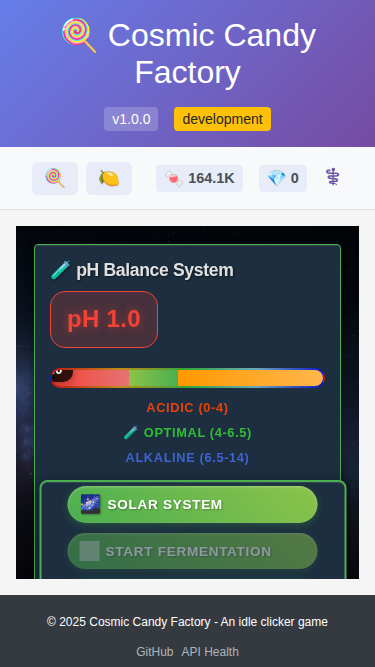 Cosmic Candy
Factory
v1.0.0 development
164.1K 0
pH Balance System
pH 1.0
ACIDIC (0-4)
OPTIMAL (4-6.5)
ALKALINE (6.5-14)
SOLAR SYSTEM
START FERMENTATION
© 2025 Cosmic Candy Factory - An idle clicker game
GitHub API Health